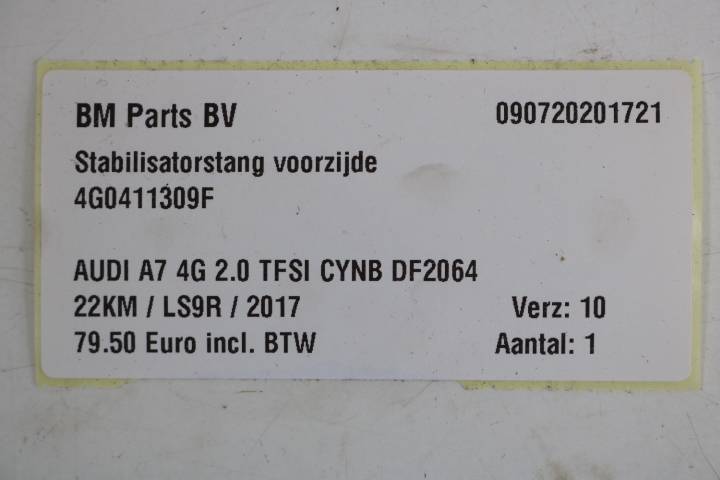 BM Parts BV 090720201721
Stabilisatorstang voorzijde
4G0411309F
AUDI A7 4G 2.0 TFSI CYNB DF2064
22KM / LS9R / 2017 Verz: 10
79.50 Euro incl. BTW Aantal: 1